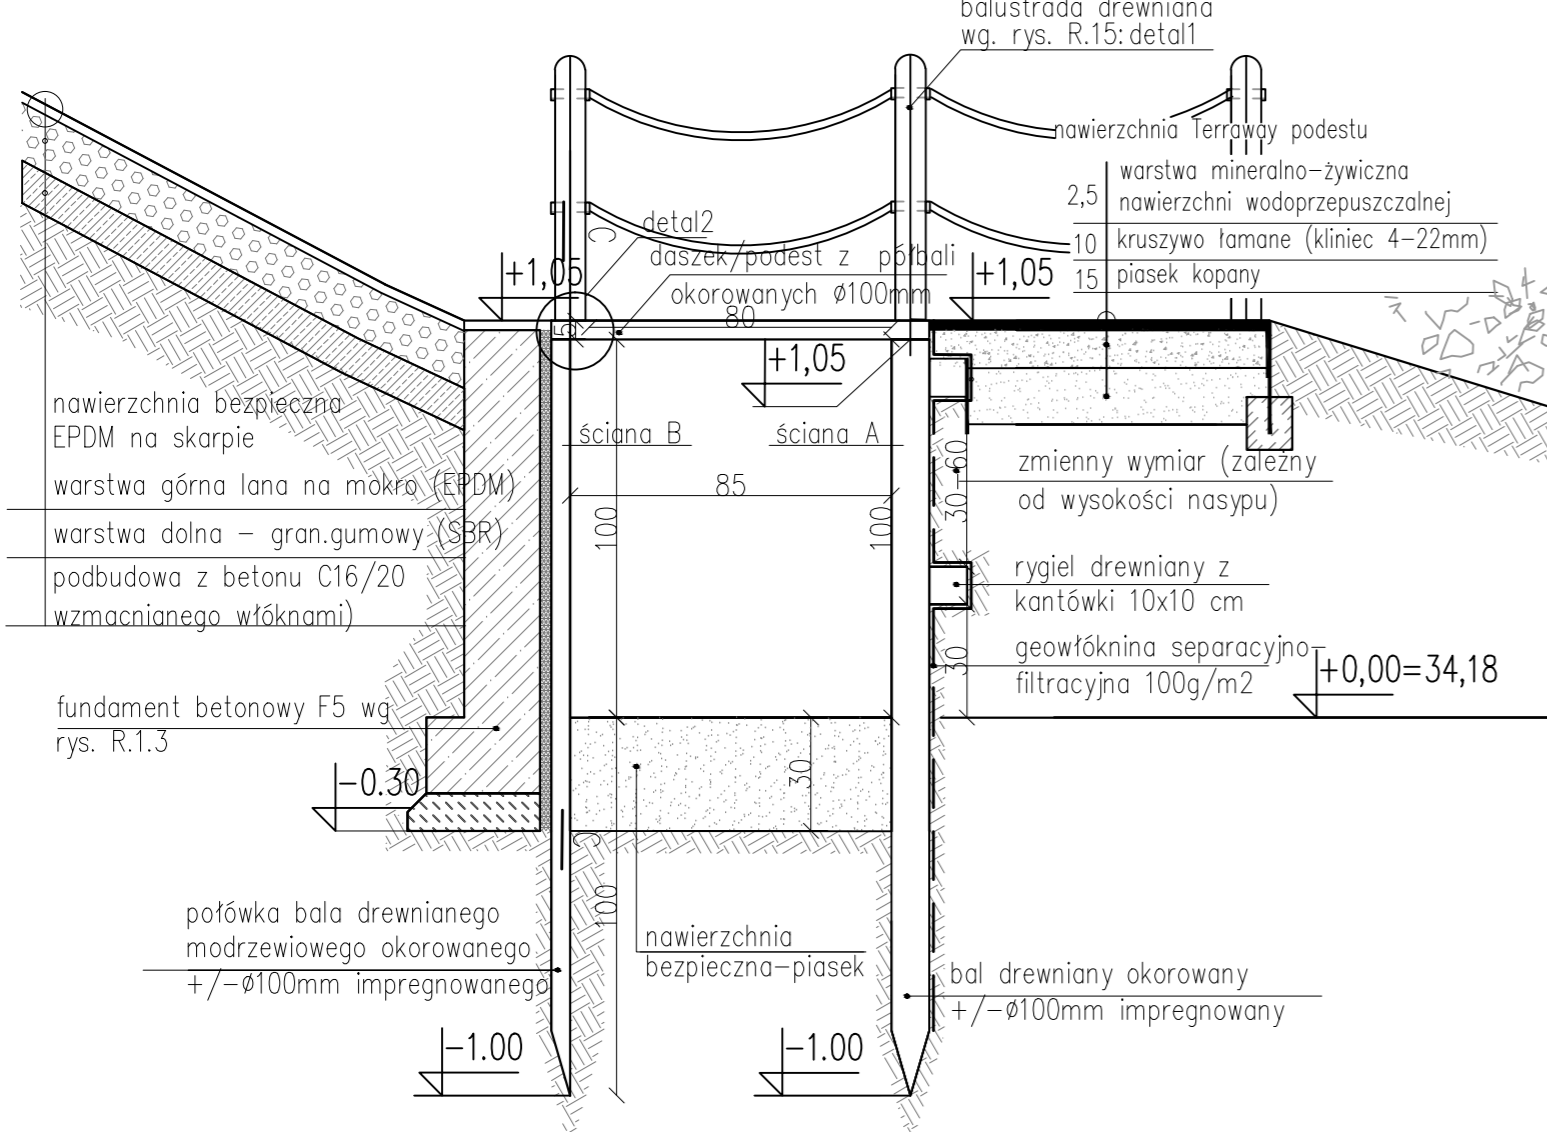 balustrada drewniana
wg. rys. R.15:detal1
nawierzchnia Terraway podestu
2,5
warstwa mineralno-żywiczna
nawierzchni wodoprzepuszczalnej
10 kruszywo łamane (kliniec 4-22mm)
15 piasek kopany
detal2
C
daszek/podest z półbali
okorowanych Ø100mm
+1,05
+1,05
80
5
+1,05
nawierzchnia bezpieczna
EPDM na skarpie
warstwa górna lana na mokro (EPDM)
warstwa dolna - gran.gumowy (SBR)
podbudowa z betonu C16/20
wzmacnianego włóknami)
ściana B
ściana A
85
100
100
30-60
zmienny wymiar (zależny
od wysokości nasypu)
rygiel drewniany z
kantówki 10x10 cm
30
geowłóknina separacyjno-
filtracyjna 100g/m2
+0,00=34,18
fundament betonowy F5 wg
rys. R.1.3
-0.30
30
C
100
połówka bala drewnianego
modrzewiowego okorowanego
+/-Ø100mm impregnowanego
nawierzchnia
bezpieczna-piasek
bal drewniany okorowany
+/-Ø100mm impregnowany
-1.00
-1.00